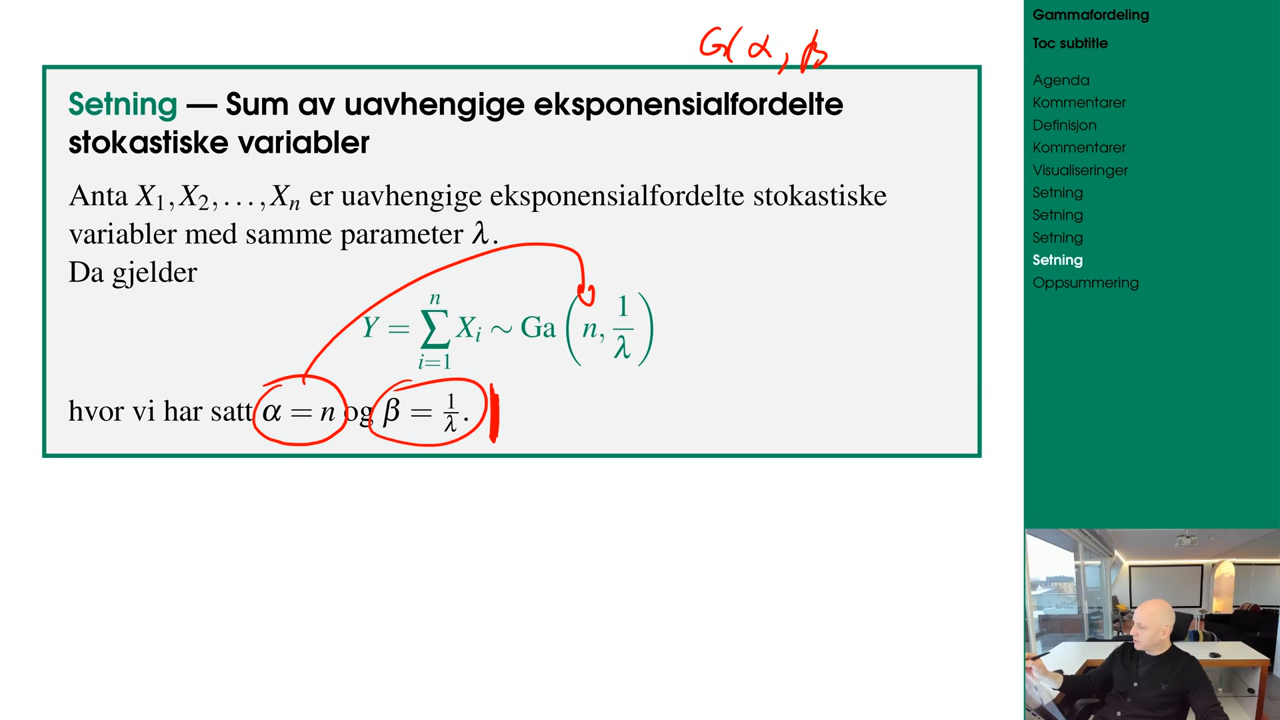 G( α, β
Setning — Sum av uavhengige eksponensialfordelte
stokastiske variabler
Anta X₁, X₂, ..., Xₙ er uavhengige eksponensialfordelte stokastiske
variabler med samme parameter λ.
Da gjelder
Y = ∑_{i=1}^{n} Xᵢ ∼ Ga (n, 1/λ)
hvor vi har satt α = n og β = 1/λ.
Gammafordeling
Toc subtitle
Agenda
Kommentarer
Definisjon
Kommentarer
Visualiseringer
Setning
Setning
Setning
Setning
Oppsummering